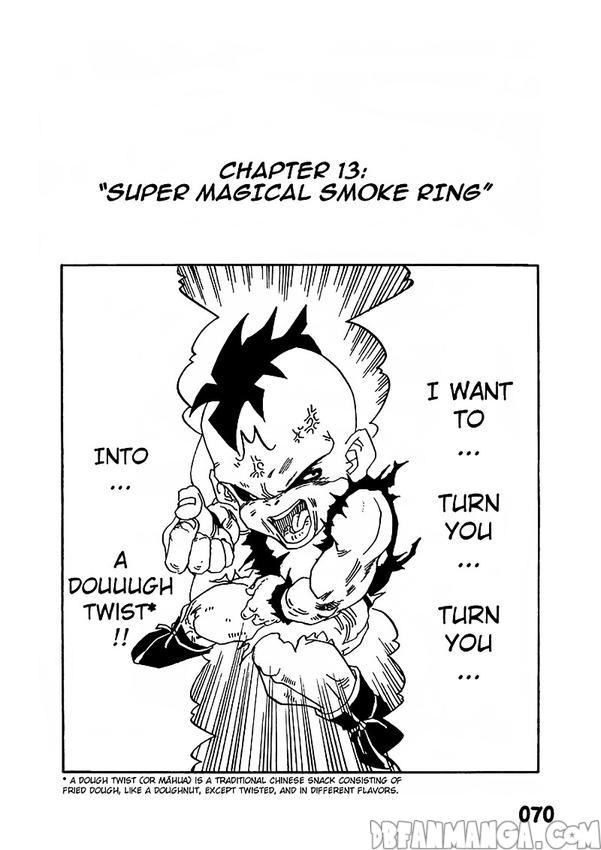 CHAPTER 13:
"SUPER MAGICAL SMOKE RING"
I WANT
TO
...
TURN
YOU
...
TURN
YOU
...
INTO
...
A
DOUUUGH
TWIST*
!!
* A DOUGH TWIST (OR MÁHUA) IS A TRADITIONAL CHINESE SNACK CONSISTING OF
FRIED DOUGH, LIKE A DOUGHNUT, EXCEPT TWISTED, AND IN DIFFERENT FLAVORS.
070
DBFANMANGA.COM